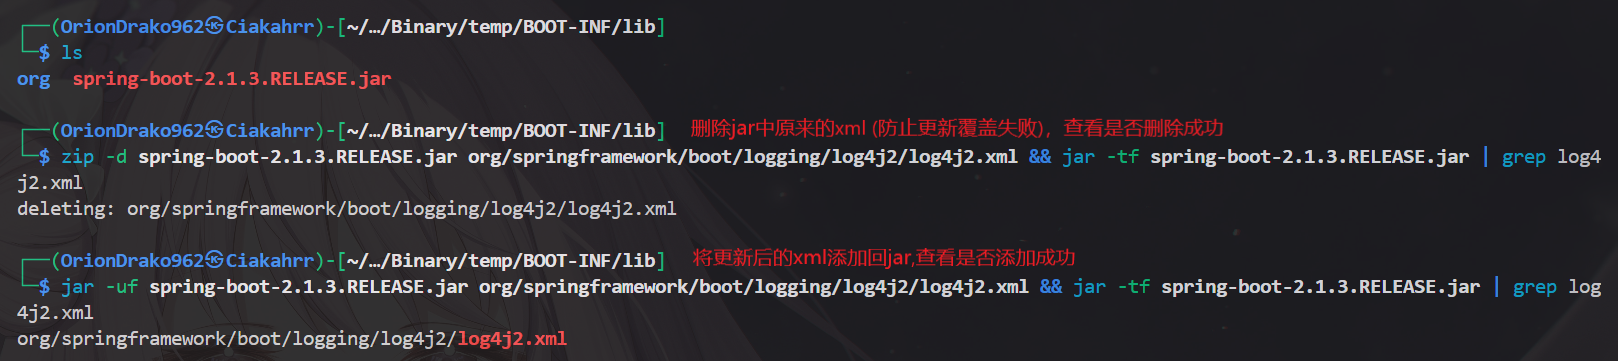 ┌──(OrionDrako962㉿Ciakahrr)-[~/…/Binary/temp/BOOT-INF/lib]
└─$ ls
org  spring-boot-2.1.3.RELEASE.jar
┌──(OrionDrako962㉿Ciakahrr)-[~/…/Binary/temp/BOOT-INF/lib] 删除jar中原来的xml (防止更新覆盖失败)，查看是否删除成功
└─$ zip -d spring-boot-2.1.3.RELEASE.jar org/springframework/boot/logging/log4j2/log4j2.xml && jar -tf spring-boot-2.1.3.RELEASE.jar | grep log4
j2.xml
deleting: org/springframework/boot/logging/log4j2/log4j2.xml
┌──(OrionDrako962㉿Ciakahrr)-[~/…/Binary/temp/BOOT-INF/lib] 将更新后的xml添加回jar,查看是否添加成功
└─$ jar -uf spring-boot-2.1.3.RELEASE.jar org/springframework/boot/logging/log4j2/log4j2.xml && jar -tf spring-boot-2.1.3.RELEASE.jar | grep log
4j2.xml
org/springframework/boot/logging/log4j2/log4j2.xml